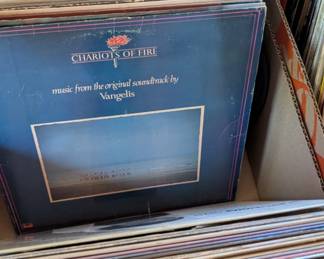 CHARIOTS OF FIRE
music from the original soundtrack by
Vangelis